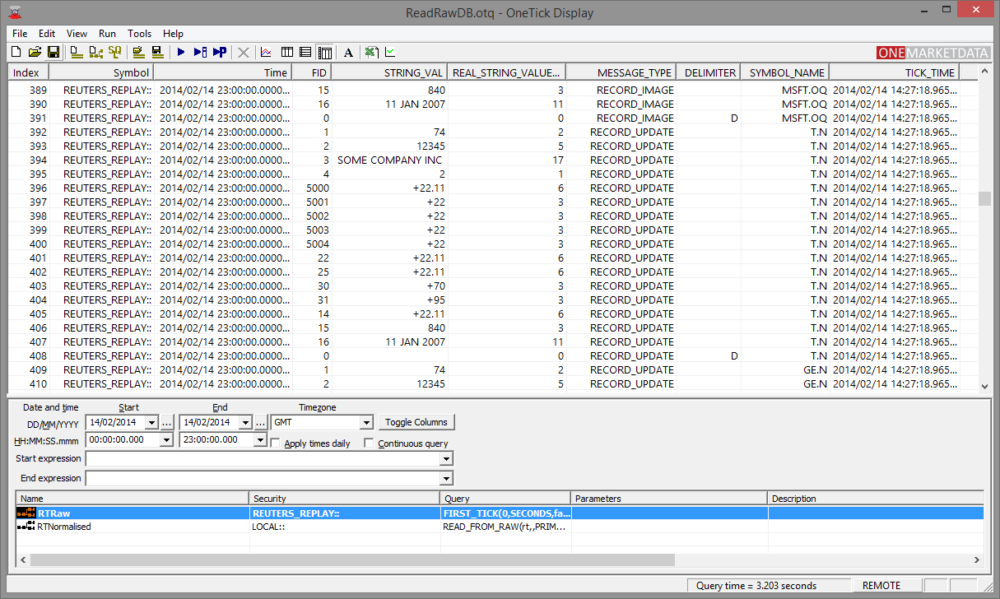 ReadRawDB.otq - OneTick Display
File Edit View Run Tools Help
A ONEMARKETDATA
Index Symbol Time FID STRING_VAL REAL_STRING_VALUE... MESSAGE_TYPE DELIMITER SYMBOL_NAME TICK_TIME
389 REUTERS_REPLAY:: 2014/02/14 23:00:00.0000... 15 840 3 RECORD_IMAGE MSFT.OQ 2014/02/14 14:27:18.965...
390 REUTERS_REPLAY:: 2014/02/14 23:00:00.0000... 16 11 JAN 2007 11 RECORD_IMAGE MSFT.OQ 2014/02/14 14:27:18.965...
391 REUTERS_REPLAY:: 2014/02/14 23:00:00.0000... 0 0 RECORD_IMAGE D MSFT.OQ 2014/02/14 14:27:18.965...
392 REUTERS_REPLAY:: 2014/02/14 23:00:00.0000... 1 74 2 RECORD_UPDATE T.N 2014/02/14 14:27:18.965...
393 REUTERS_REPLAY:: 2014/02/14 23:00:00.0000... 2 12345 5 RECORD_UPDATE T.N 2014/02/14 14:27:18.965...
394 REUTERS_REPLAY:: 2014/02/14 23:00:00.0000... 3 SOME COMPANY INC 17 RECORD_UPDATE T.N 2014/02/14 14:27:18.965...
395 REUTERS_REPLAY:: 2014/02/14 23:00:00.0000... 4 2 1 RECORD_UPDATE T.N 2014/02/14 14:27:18.965...
396 REUTERS_REPLAY:: 2014/02/14 23:00:00.0000... 5000 +22.11 6 RECORD_UPDATE T.N 2014/02/14 14:27:18.965...
397 REUTERS_REPLAY:: 2014/02/14 23:00:00.0000... 5001 +22 3 RECORD_UPDATE T.N 2014/02/14 14:27:18.965...
398 REUTERS_REPLAY:: 2014/02/14 23:00:00.0000... 5002 +22 3 RECORD_UPDATE T.N 2014/02/14 14:27:18.965...
399 REUTERS_REPLAY:: 2014/02/14 23:00:00.0000... 5003 +22 3 RECORD_UPDATE T.N 2014/02/14 14:27:18.965...
400 REUTERS_REPLAY:: 2014/02/14 23:00:00.0000... 5004 +22 3 RECORD_UPDATE T.N 2014/02/14 14:27:18.965...
401 REUTERS_REPLAY:: 2014/02/14 23:00:00.0000... 22 +22.11 6 RECORD_UPDATE T.N 2014/02/14 14:27:18.965...
402 REUTERS_REPLAY:: 2014/02/14 23:00:00.0000... 25 +22.11 6 RECORD_UPDATE T.N 2014/02/14 14:27:18.965...
403 REUTERS_REPLAY:: 2014/02/14 23:00:00.0000... 30 +70 3 RECORD_UPDATE T.N 2014/02/14 14:27:18.965...
404 REUTERS_REPLAY:: 2014/02/14 23:00:00.0000... 31 +95 3 RECORD_UPDATE T.N 2014/02/14 14:27:18.965...
405 REUTERS_REPLAY:: 2014/02/14 23:00:00.0000... 14 +22.11 6 RECORD_UPDATE T.N 2014/02/14 14:27:18.965...
406 REUTERS_REPLAY:: 2014/02/14 23:00:00.0000... 15 840 3 RECORD_UPDATE T.N 2014/02/14 14:27:18.965...
407 REUTERS_REPLAY:: 2014/02/14 23:00:00.0000... 16 11 JAN 2007 11 RECORD_UPDATE T.N 2014/02/14 14:27:18.965...
408 REUTERS_REPLAY:: 2014/02/14 23:00:00.0000... 0 0 RECORD_UPDATE D T.N 2014/02/14 14:27:18.965...
409 REUTERS_REPLAY:: 2014/02/14 23:00:00.0000... 1 74 2 RECORD_UPDATE GE.N 2014/02/14 14:27:18.965...
410 REUTERS_REPLAY:: 2014/02/14 23:00:00.0000... 2 12345 5 RECORD_UPDATE GE.N 2014/02/14 14:27:18.965...
Date and time Start End Timezone
DD/MM/YYYY 14/02/2014 ... 14/02/2014 ... GMT Toggle Columns
HH:MM:SS.mmm 00:00:00.000 23:00:00.000 Apply times daily Continuous query
Start expression
End expression
Name Security Query Parameters Description
RTRaw REUTERS_REPLAY:: FIRST_TICK(0,SECONDS,fa...
RTNormalised LOCAL:: READ_FROM_RAW(rt,,PRIM...
Query time = 3.203 seconds REMOTE